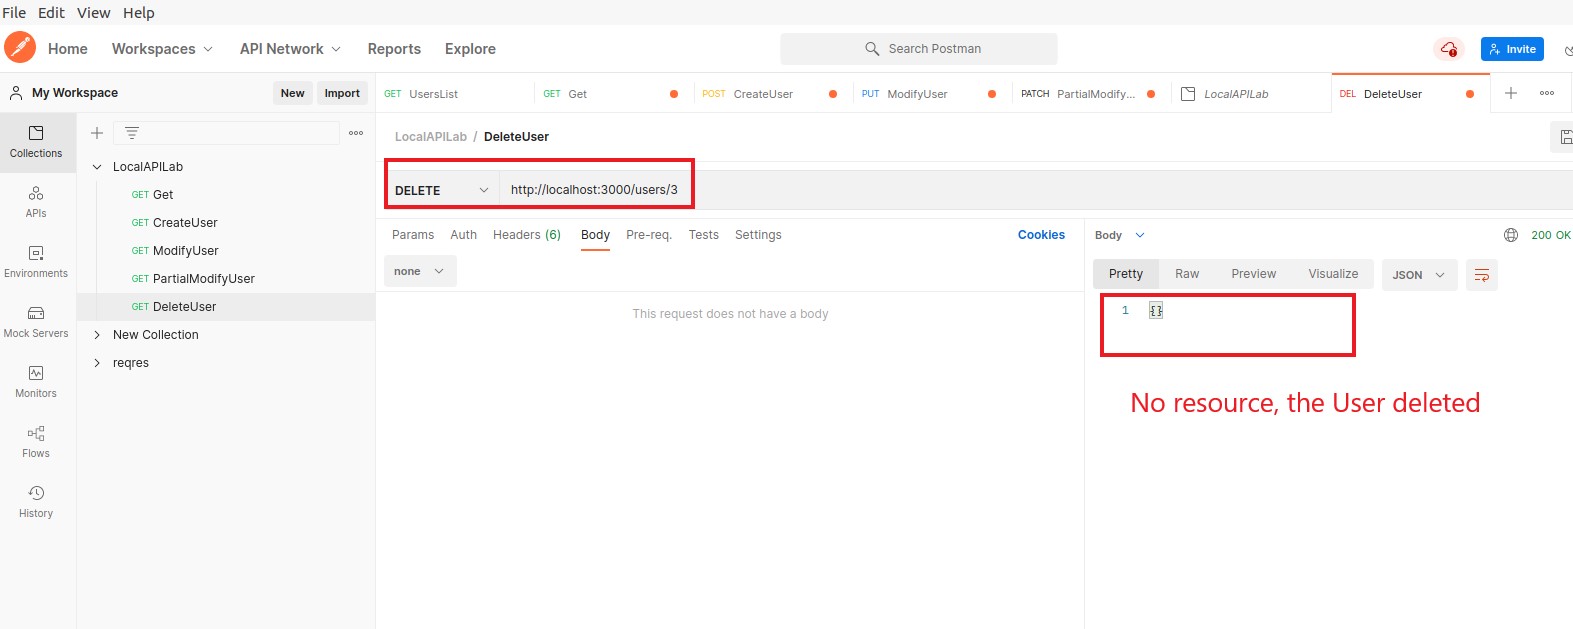 File Edit View Help
Home Workspaces API Network Reports Explore Search Postman Invite
My Workspace New Import
GET UsersList GET Get POST CreateUser PUT ModifyUser PATCH PartialModify... LocalAPILab DEL DeleteUser
Collections
APIs
Environments
Mock Servers
Monitors
Flows
History
LocalAPILab
GET Get
GET CreateUser
GET ModifyUser
GET PartialModifyUser
GET DeleteUser
New Collection
reqres
LocalAPILab / DeleteUser
DELETE http://localhost:3000/users/3
Params Auth Headers (6) Body Pre-req. Tests Settings Cookies
none
This request does not have a body
Body 200 OK
Pretty Raw Preview Visualize JSON
1 {}
No resource, the User deleted